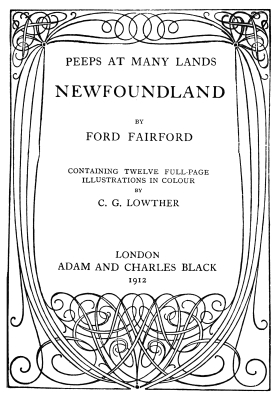 PEEPS AT MANY LANDS
NEWFOUNDLAND
BY
FORD FAIRFORD
CONTAINING TWELVE FULL-PAGE
ILLUSTRATIONS IN COLOUR
BY
C. G. LOWTHER
LONDON
ADAM AND CHARLES BLACK
1912